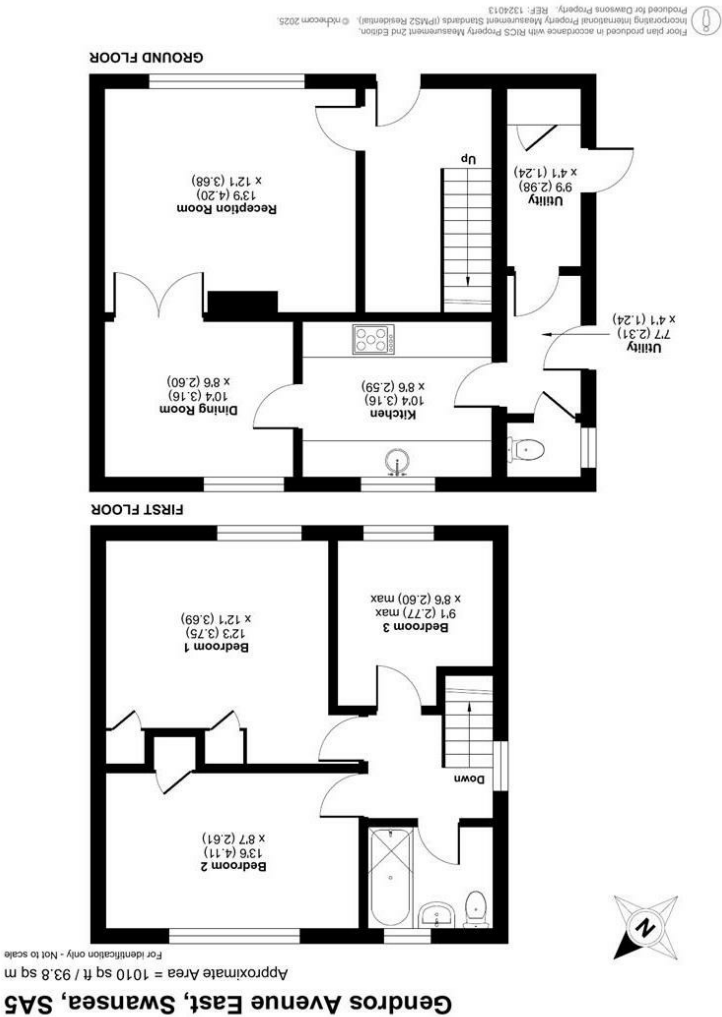 Gendros Avenue East, Swansea, SA5
Approximate Area = 1010 sq ft / 93.8 sq m
For identification only - Not to scale
N
Bedroom 2
13'6 (4.11)
x 8'7 (2.61)
Down
Bedroom 1
12'3 (3.75)
x 12'1 (3.69)
Bedroom 3
9'1 (2.77) max
x 8'6 (2.60) max
FIRST FLOOR
Kitchen
10'4 (3.16)
x 8'6 (2.59)
Dining Room
10'4 (3.16)
x 8'6 (2.60)
Utility
7'7 (2.31)
x 4'1 (1.24)
Utility
9'9 (2.98)
x 4'1 (1.24)
Up
Reception Room
13'9 (4.20)
x 12'1 (3.68)
GROUND FLOOR
Floor plan produced in accordance with RICS Property Measurement 2nd Edition.
Incorporating International Property Measurement Standards (IPMS2 Residential). © nichecom 2025.
Produced for Dawsons Property. REF: 1324013